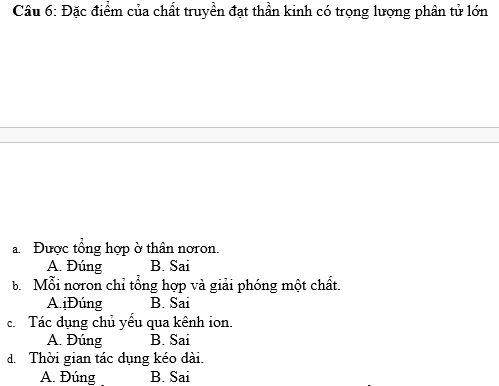 Câu 6: Đặc điểm của chất truyền đạt thần kinh có trọng lượng phân tử lớn
a. Được tổng hợp ở thân nơron.
A. Đúng B. Sai
b. Mỗi nơron chỉ tổng hợp và giải phóng một chất.
A.iĐúng B. Sai
c. Tác dụng chủ yếu qua kênh ion.
A. Đúng B. Sai
d. Thời gian tác dụng kéo dài.
A. Đúng B. Sai